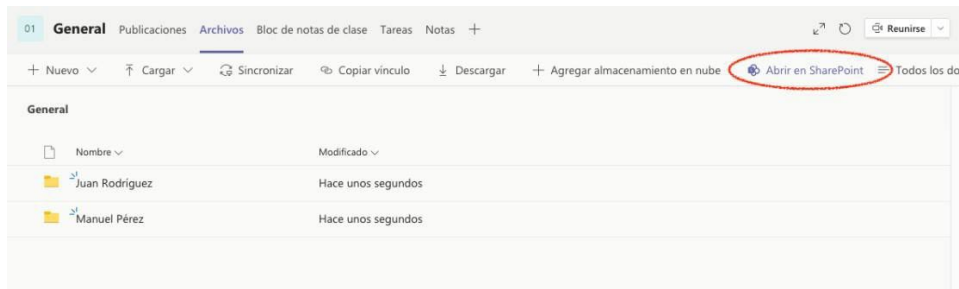 01 General Publicaciones Archivos Bloc de notas de clase Tareas Notas + Reunirse
+ Nuevo Cargar Sincronizar Copiar vínculo Descargar + Agregar almacenamiento en nube Abrir en SharePoint Todos los do
General
Nombre Modificado
Juan Rodríguez Hace unos segundos
Manuel Pérez Hace unos segundos